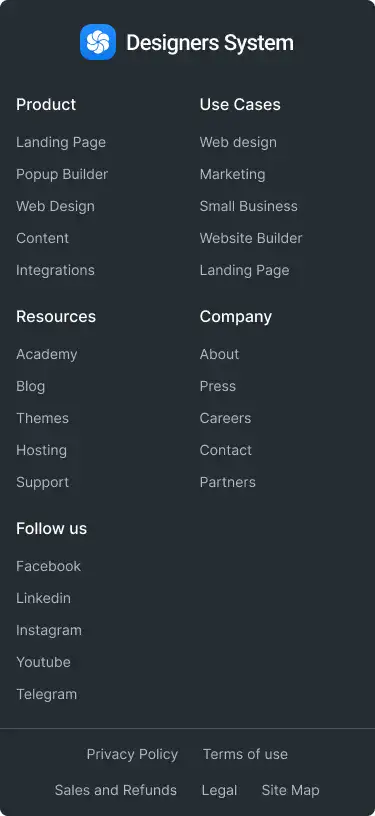 Designers System
Product
Landing Page
Popup Builder
Web Design
Content
Integrations
Use Cases
Web design
Marketing
Small Business
Website Builder
Landing Page
Resources
Academy
Blog
Themes
Hosting
Support
Company
About
Press
Careers
Contact
Partners
Follow us
Facebook
Linkedin
Instagram
Youtube
Telegram
Privacy Policy Terms of use
Sales and Refunds Legal Site Map